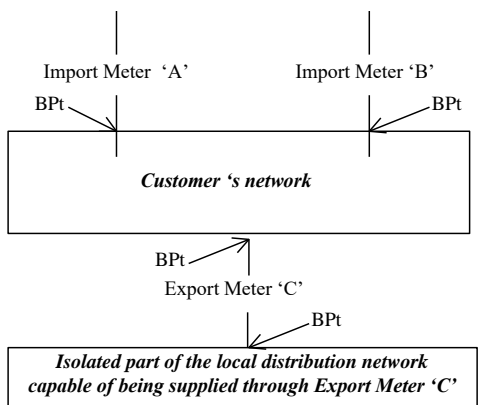 Import Meter ‘A’ Import Meter ‘B’
BPt BPt
Customer ‘s network
BPt
Export Meter ‘C’
BPt
Isolated part of the local distribution network
capable of being supplied through Export Meter ‘C’